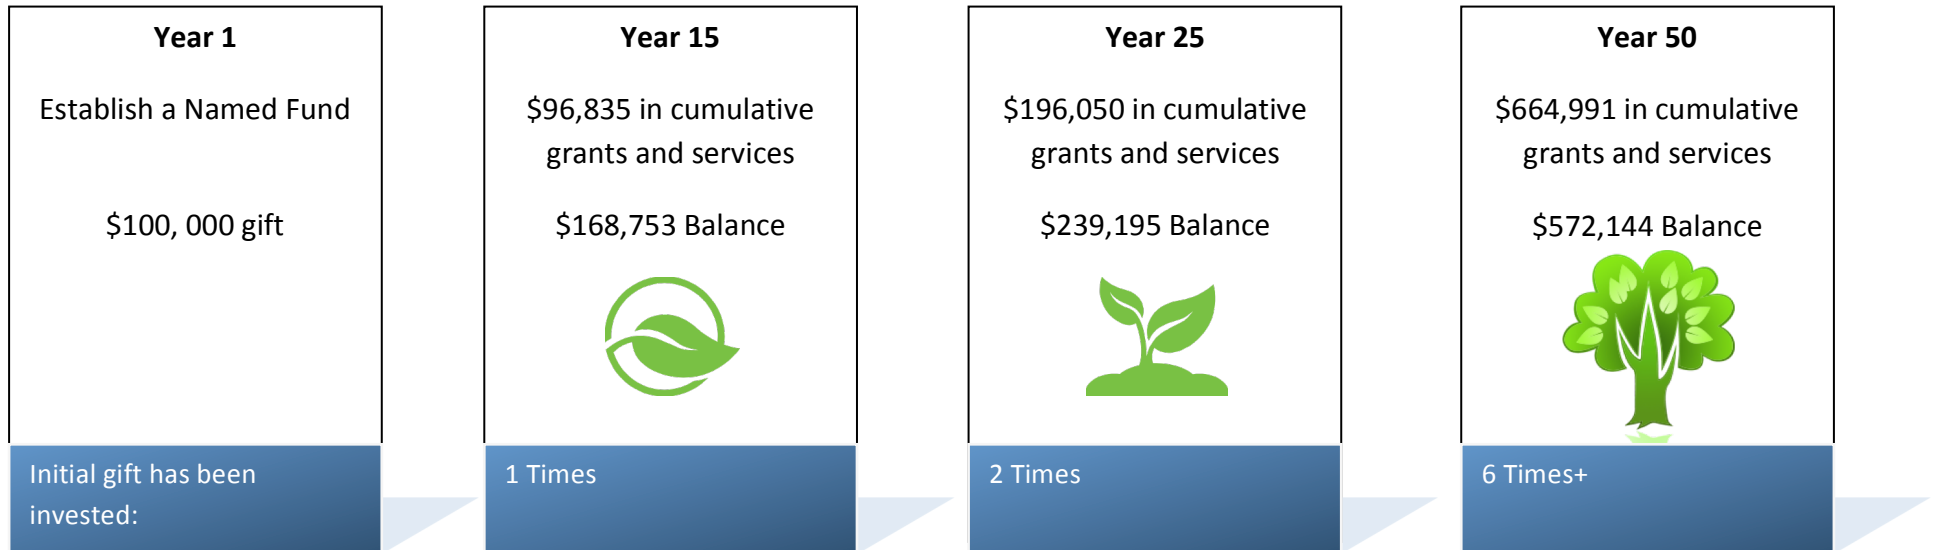 Year 1
Establish a Named Fund
$100, 000 gift
Initial gift has been
invested:
Year 15
$96,835 in cumulative
grants and services
$168,753 Balance
1 Times
Year 25
$196,050 in cumulative
grants and services
$239,195 Balance
2 Times
Year 50
$664,991 in cumulative
grants and services
$572,144 Balance
6 Times+